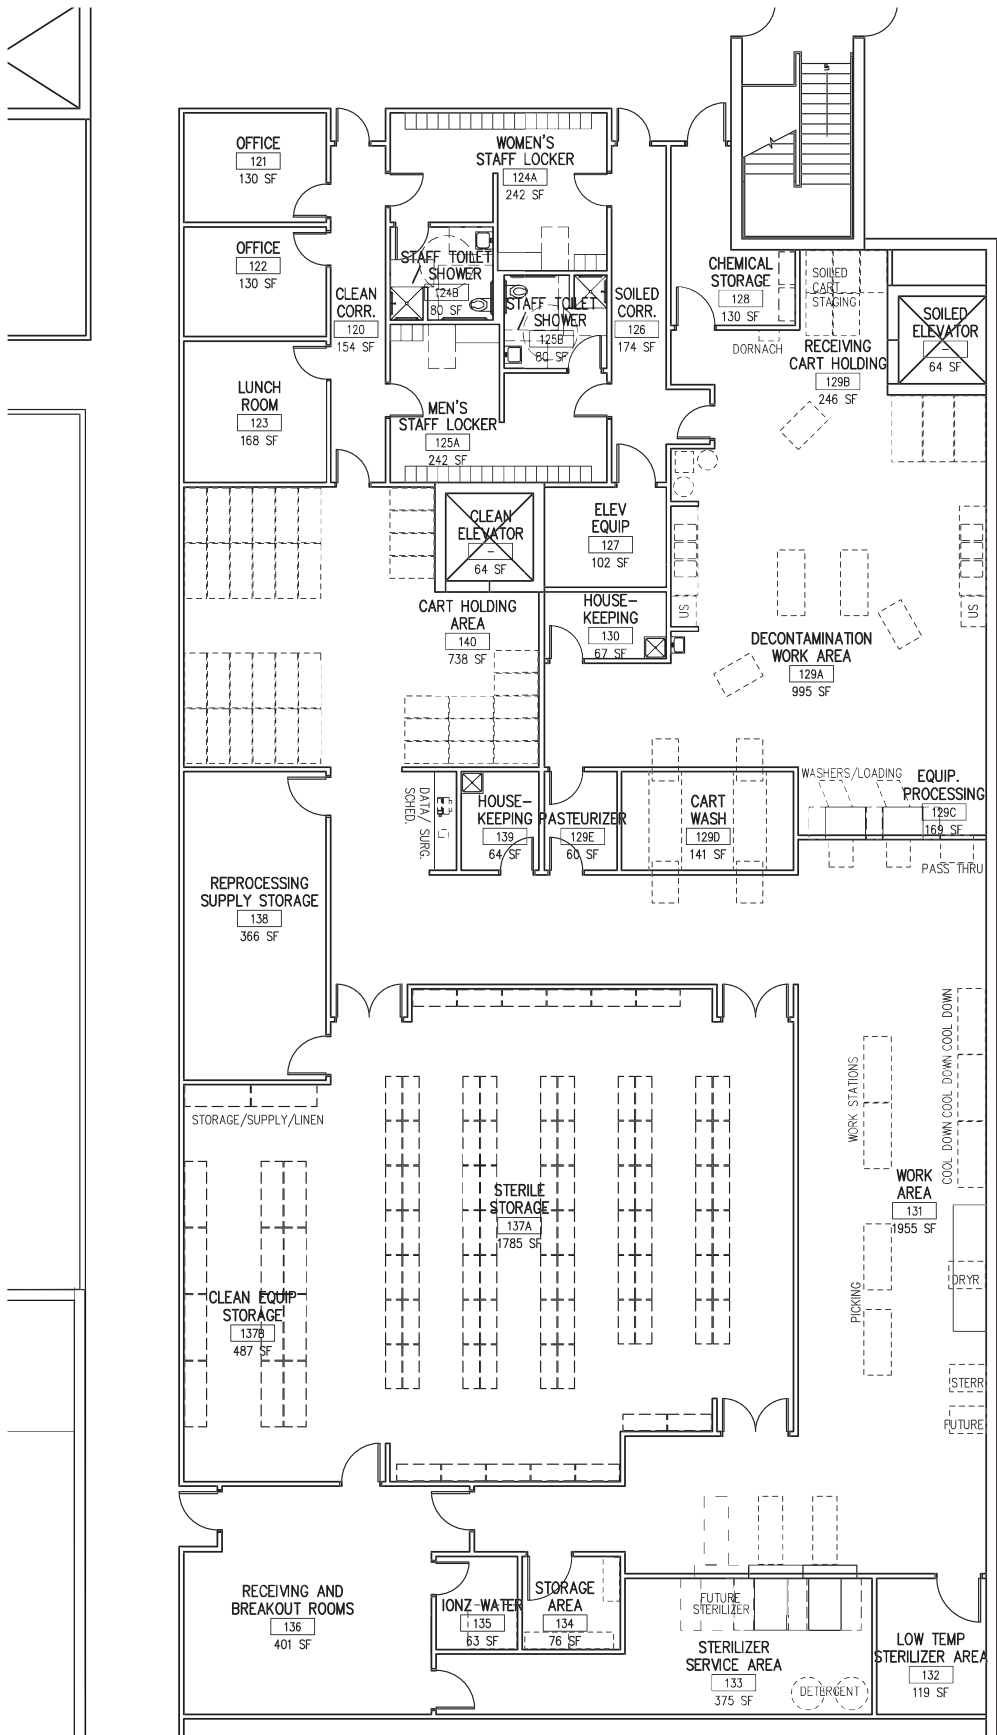 OFFICE
121
130 SF
OFFICE
122
130 SF
LUNCH
ROOM
123
168 SF
CLEAN
CORR.
120
154 SF
WOMEN'S
STAFF LOCKER
124A
242 SF
STAFF TOILET
SHOWER
124B
80 SF
STAFF TOILET
SHOWER
125B
80 SF
MEN'S
STAFF LOCKER
125A
242 SF
SOILED
CORR.
126
174 SF
CHEMICAL
STORAGE
128
130 SF
DORNACH
SOILED
CART
STAGING
RECEIVING
CART HOLDING
129B
246 SF
SOILED
ELEVATOR
-
64 SF
CLEAN
ELEVATOR
-
64 SF
ELEV
EQUIP
127
102 SF
HOUSE-
KEEPING
130
67 SF
US
US
CART HOLDING
AREA
140
738 SF
DECONTAMINATION
WORK AREA
129A
995 SF
DATA/ SURG.
SCHED.
HOUSE-
KEEPING
139
64 SF
PASTEURIZER
129E
60 SF
CART
WASH
129D
141 SF
WASHERS/LOADING
EQUIP.
PROCESSING
129C
169 SF
PASS THRU
REPROCESSING
SUPPLY STORAGE
138
366 SF
STORAGE/SUPPLY/LINEN
COOL DOWN
COOL DOWN
COOL DOWN
WORK STATIONS
STERILE
STORAGE
137A
1785 SF
WORK
AREA
131
1955 SF
CLEAN EQUIP
STORAGE
137B
487 SF
PICKING
DRYR
STERR
FUTURE
RECEIVING AND
BREAKOUT ROOMS
136
401 SF
IONZ-WATER
135
63 SF
STORAGE
AREA
134
76 SF
FUTURE
STERILIZER
STERILIZER
SERVICE AREA
133
375 SF
DETERGENT
LOW TEMP
STERILIZER AREA
132
119 SF